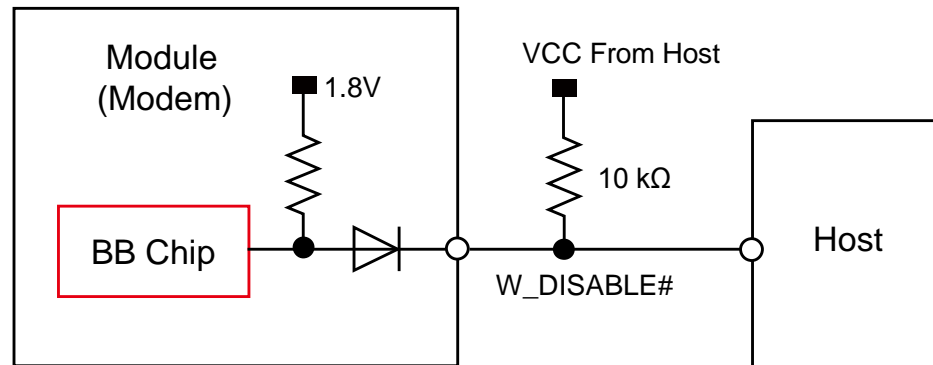 Module
(Modem)
1.8V
VCC From Host
10 kΩ
BB Chip
Host
W_DISABLE#